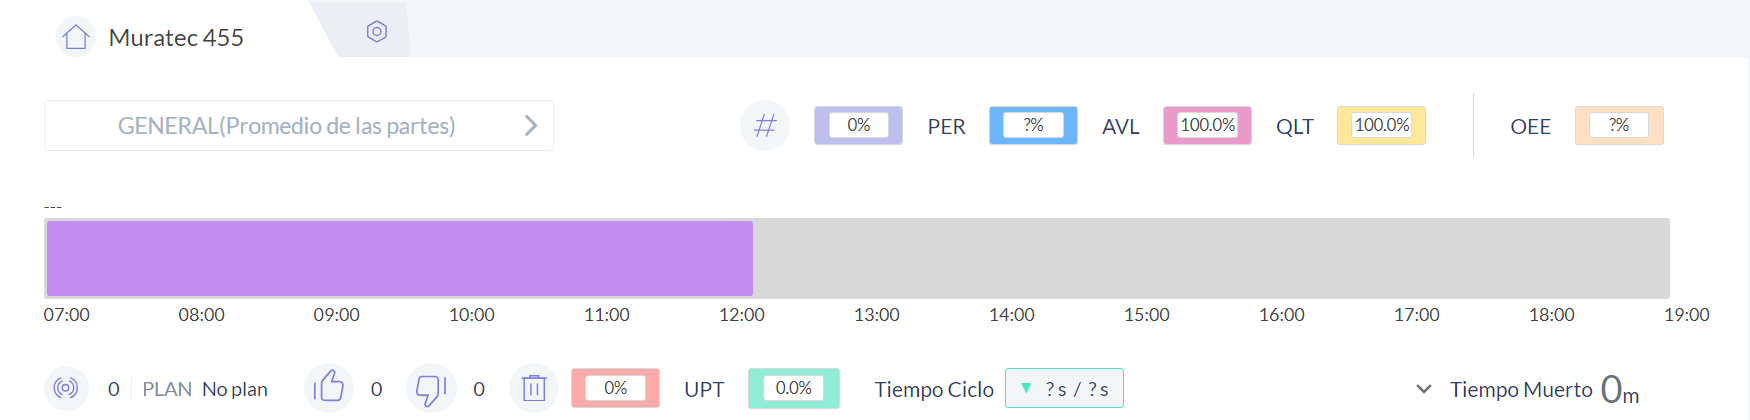 Muratec 455
GENERAL(Promedio de las partes)
# 0% PER ?% AVL 100.0% QLT 100.0% OEE ?%
---
07:00 08:00 09:00 10:00 11:00 12:00 13:00 14:00 15:00 16:00 17:00 18:00 19:00
0 PLAN No plan 0 0 0% UPT 0.0% Tiempo Ciclo ?s / ?s Tiempo Muerto 0m